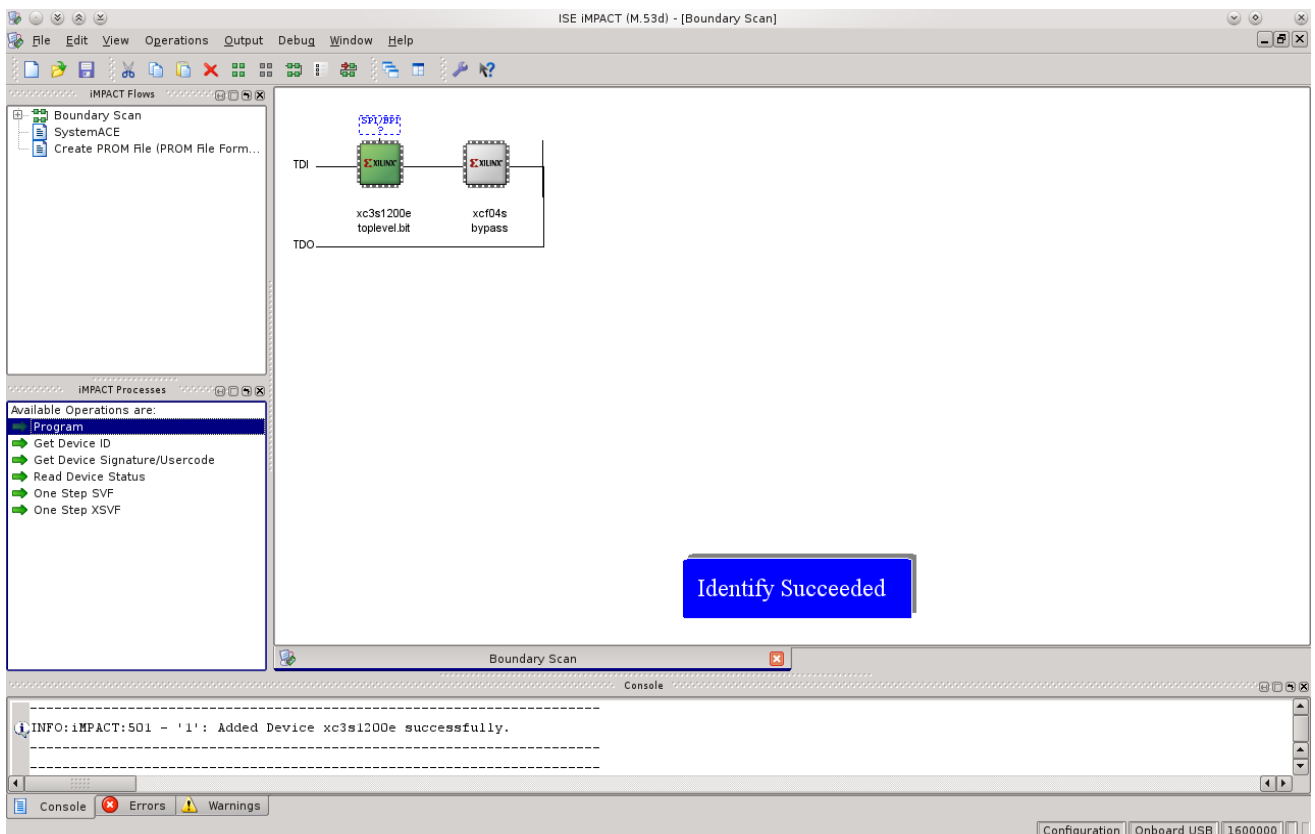 ISE iMPACT (M.53d) - [Boundary Scan]
File Edit View Operations Output Debug Window Help
iMPACT Flows
Boundary Scan
SystemACE
Create PROM File (PROM File Form...
SPI/BPI
?
TDI
XILINX
XILINX
xc3s1200e
toplevel.bit
xcf04s
bypass
TDO
iMPACT Processes
Available Operations are:
Program
Get Device ID
Get Device Signature/Usercode
Read Device Status
One Step SVF
One Step XSVF
Identify Succeeded
Boundary Scan
Console
----------------------------------------------------------------------
INFO:iMPACT:501 - '1': Added Device xc3s1200e successfully.
----------------------------------------------------------------------
----------------------------------------------------------------------
Console Errors Warnings
Configuration Onboard USB 1600000